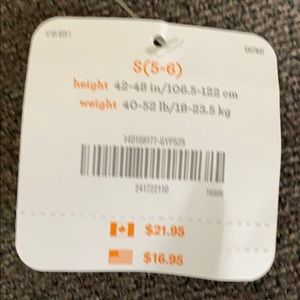 S(5-6)
height 42-48 in/106.5-122 cm
weight 40-52 lb/18-23.5 kg
241722110
$21.95
$16.95